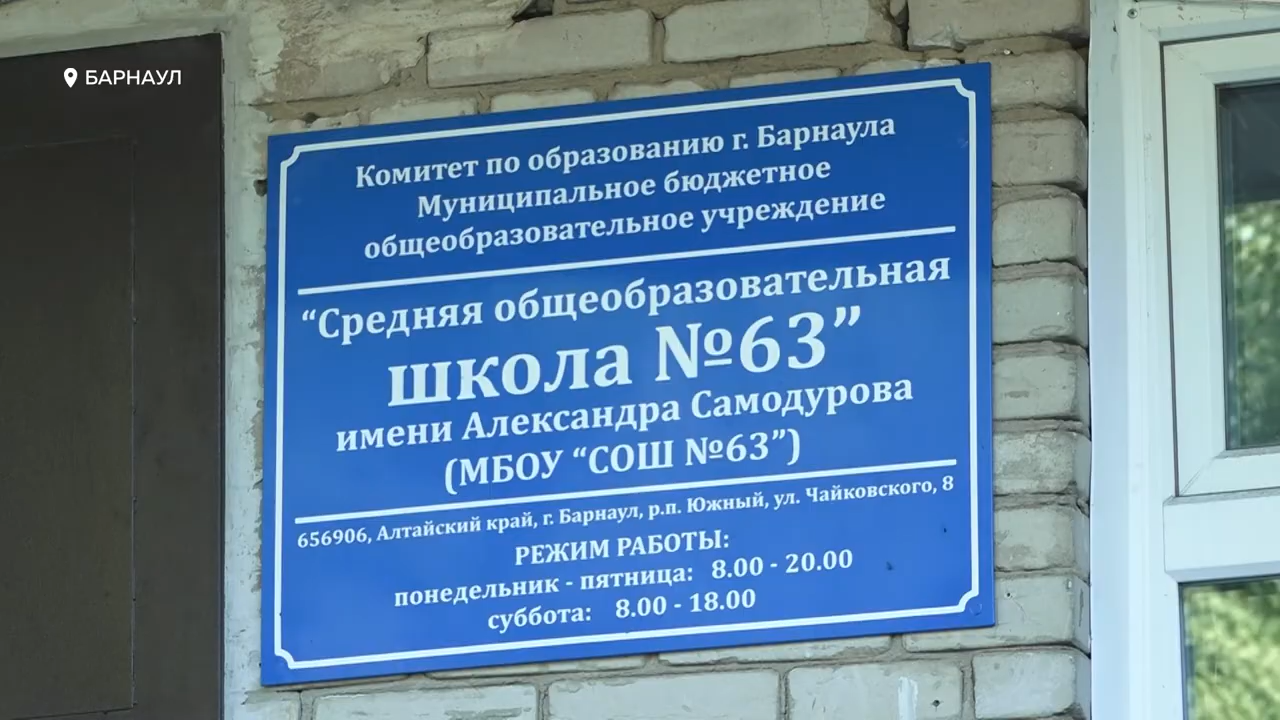 БАРНАУЛ
Комитет по образованию г. Барнаула
Муниципальное бюджетное
общеобразовательное учреждение
“Средняя общеобразовательная
школа №63”
имени Александра Самодурова
(МБОУ “СОШ №63”)
656906, Алтайский край, г. Барнаул, р.п. Южный, ул. Чайковского, 8
РЕЖИМ РАБОТЫ:
понедельник - пятница: 8.00 - 20.00
суббота: 8.00 - 18.00